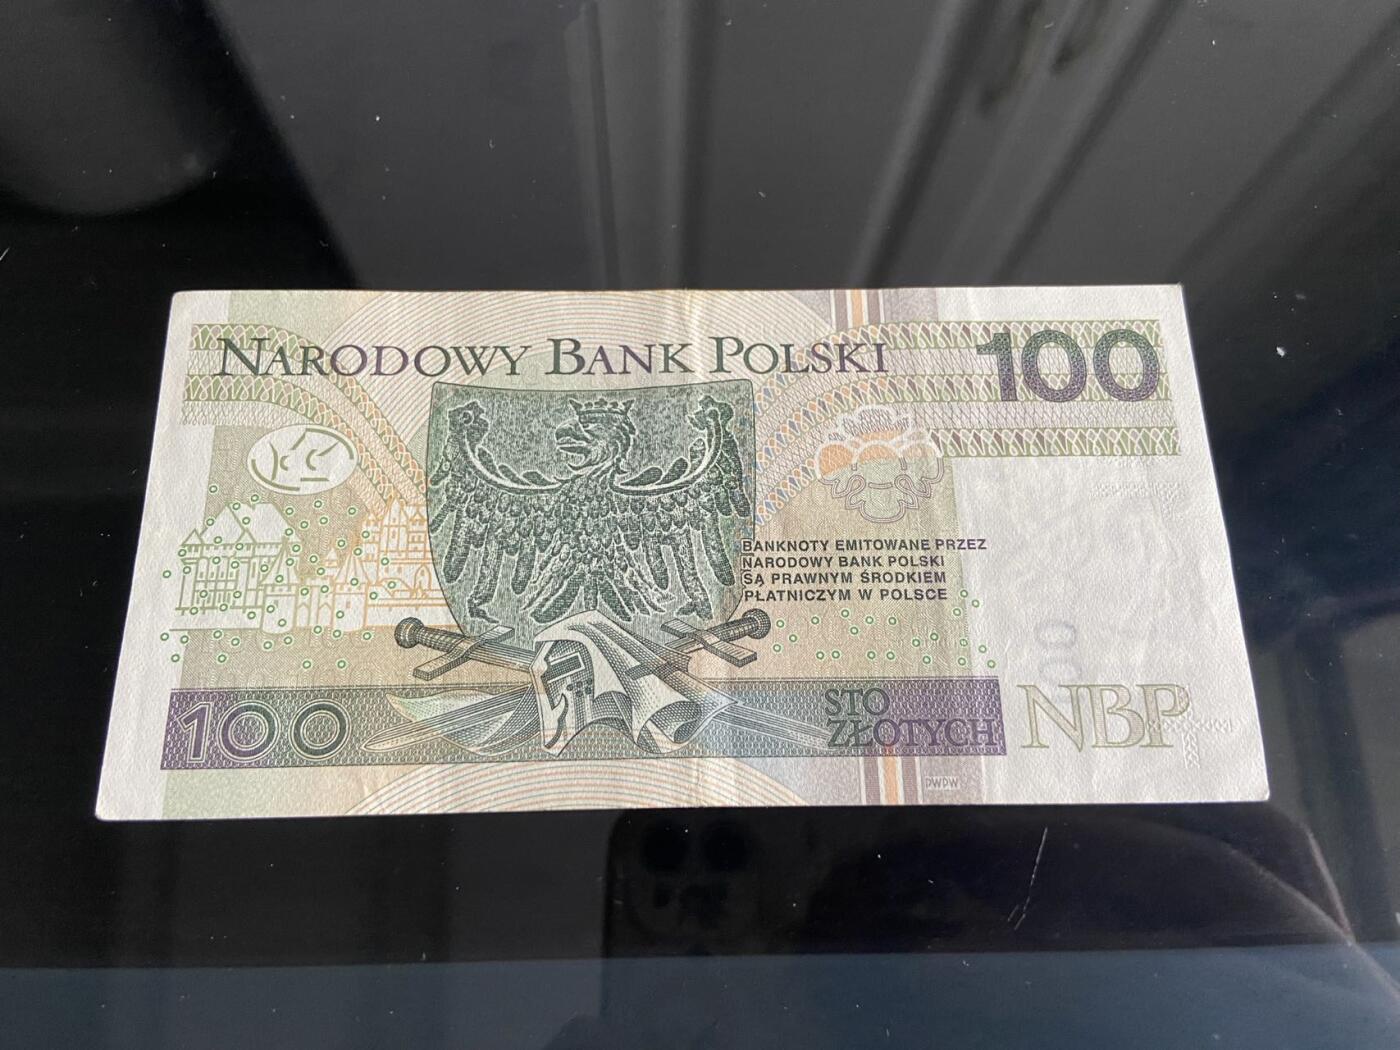 NARODOWY BANK POLSKI
100
BANKNOTY EMITOWANE PRZEZ
NARODOWY BANK POLSKI
SĄ PRAWNYM ŚRODKIEM
PŁATNICZYM W POLSCE
100
STO
ZŁOTYCH
NBP
DWDW